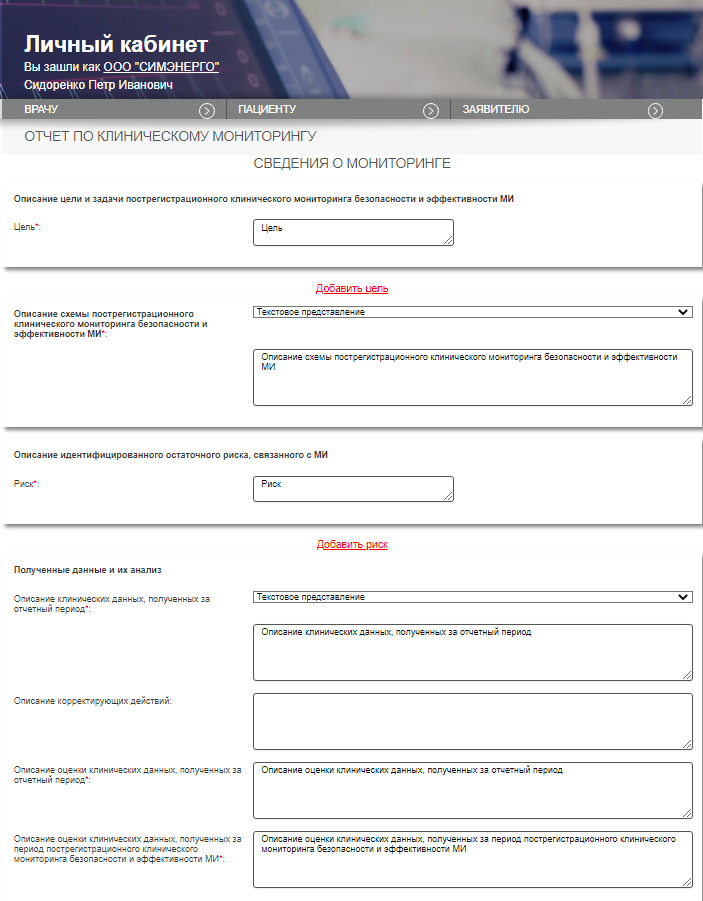 Личный кабинет
Вы зашли как ООО "СИМЭНЕРГО"
Сидоренко Петр Иванович
ВРАЧУ ПАЦИЕНТУ ЗАЯВИТЕЛЮ
ОТЧЕТ ПО КЛИНИЧЕСКОМУ МОНИТОРИНГУ
СВЕДЕНИЯ О МОНИТОРИНГЕ
Описание цели и задачи пострегистрационного клинического мониторинга безопасности и эффективности МИ
Цель*:
Цель
Добавить цель
Описание схемы пострегистрационного
клинического мониторинга безопасности и
эффективности МИ*:
Текстовое представление
Описание схемы пострегистрационного клинического мониторинга безопасности и эффективности
МИ
Описание идентифицированного остаточного риска, связанного с МИ
Риск*:
Риск
Добавить риск
Полученные данные и их анализ
Описание клинических данных, полученных за
отчетный период*:
Текстовое представление
Описание клинических данных, полученных за отчетный период
Описание корректирующих действий:
Описание оценки клинических данных, полученных за
отчетный период*:
Описание оценки клинических данных, полученных за отчетный период
Описание оценки клинических данных, полученных за
период пострегистрационного клинического
мониторинга безопасности и эффективности МИ*:
Описание оценки клинических данных, полученных за период пострегистрационного клинического
мониторинга безопасности и эффективности МИ